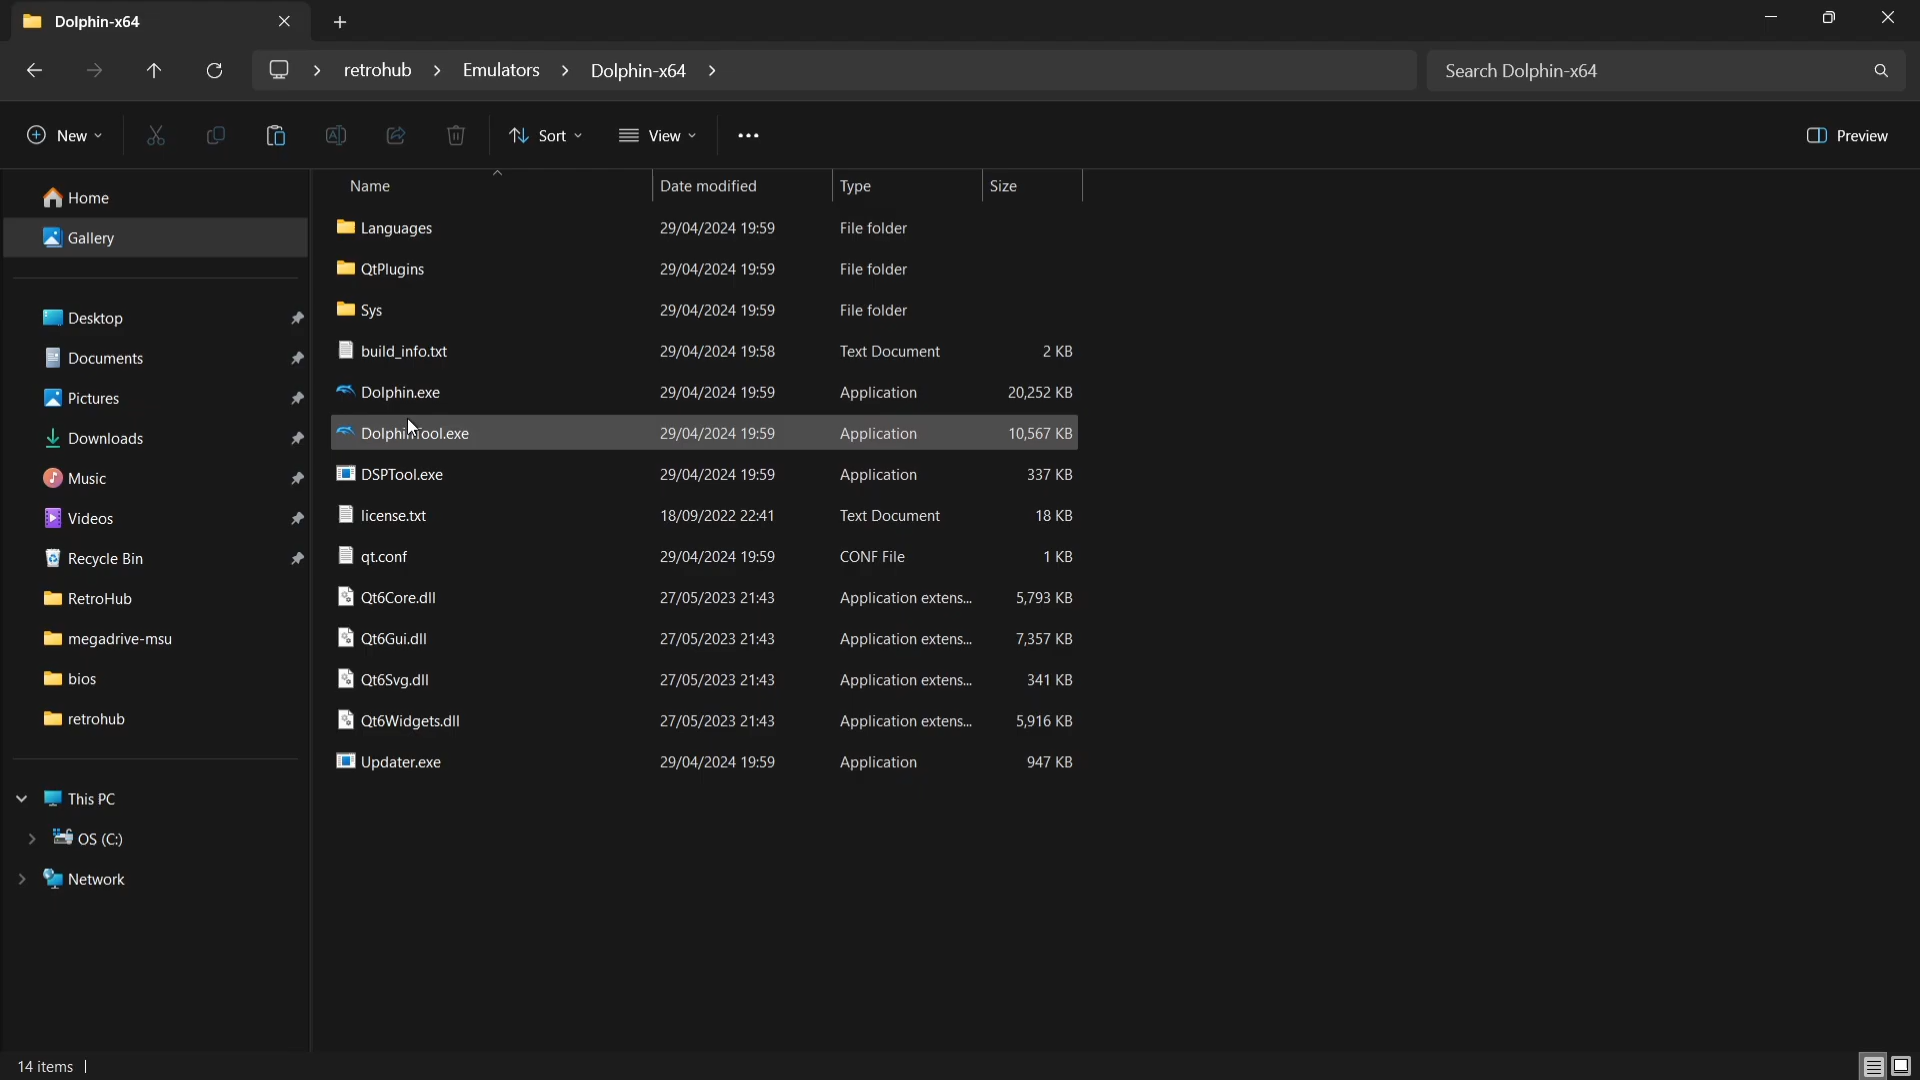 Dolphin-x64
retrohub Emulators Dolphin-x64
Search Dolphin-x64
New Sort View Preview
Home
Gallery
Desktop
Documents
Pictures
Downloads
Music
Videos
Recycle Bin
RetroHub
megadrive-msu
bios
retrohub
This PC
OS (C:)
Network
Name Date modified Type Size
Languages 29/04/2024 19:59 File folder
QtPlugins 29/04/2024 19:59 File folder
Sys 29/04/2024 19:59 File folder
build_info.txt 29/04/2024 19:58 Text Document 2 KB
Dolphin.exe 29/04/2024 19:59 Application 20,252 KB
DolphinTool.exe 29/04/2024 19:59 Application 10,567 KB
DSPTool.exe 29/04/2024 19:59 Application 337 KB
license.txt 18/09/2022 22:41 Text Document 18 KB
qt.conf 29/04/2024 19:59 CONF File 1 KB
Qt6Core.dll 27/05/2023 21:43 Application extens... 5,793 KB
Qt6Gui.dll 27/05/2023 21:43 Application extens... 7,357 KB
Qt6Svg.dll 27/05/2023 21:43 Application extens... 341 KB
Qt6Widgets.dll 27/05/2023 21:43 Application extens... 5,916 KB
Updater.exe 29/04/2024 19:59 Application 947 KB
14 items